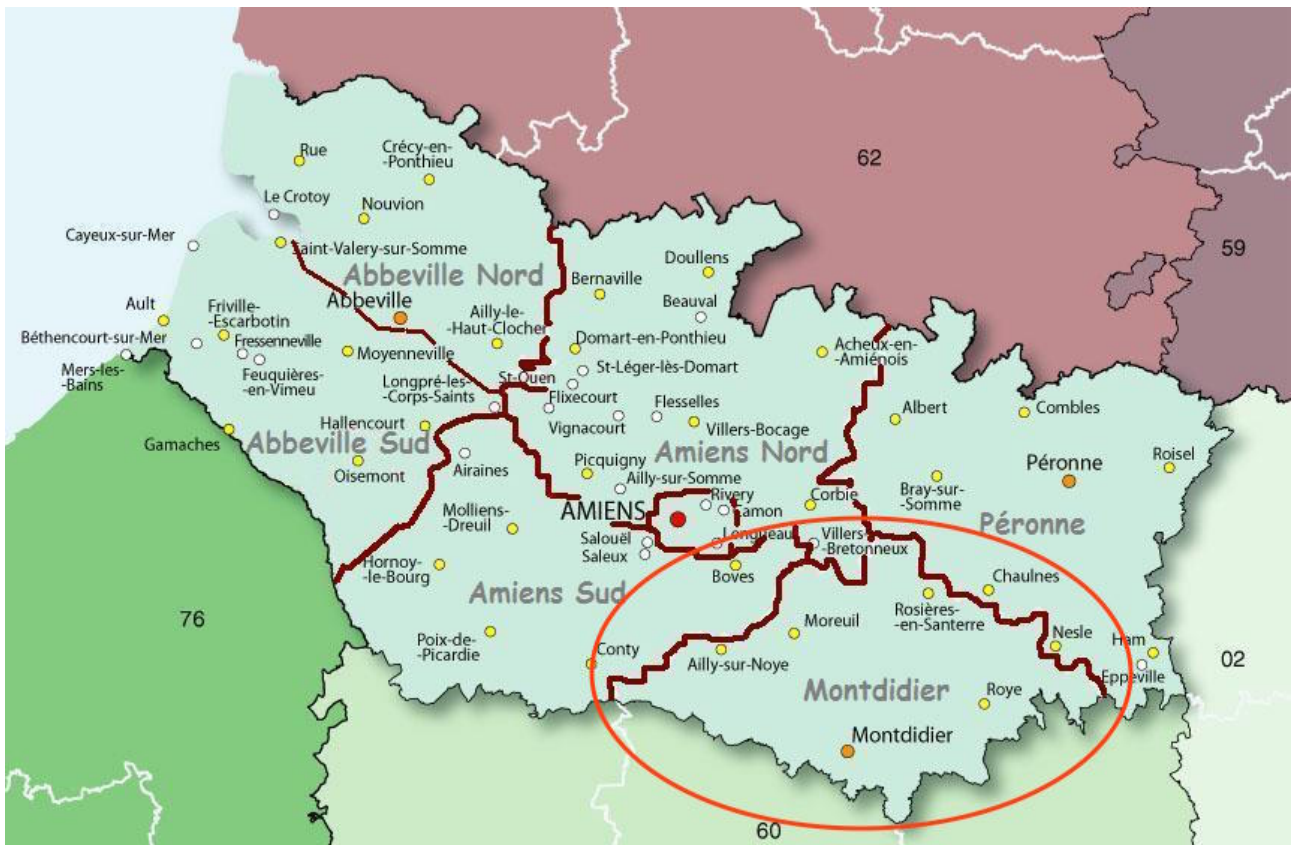 62
59
Rue
Crécy-en-
-Ponthieu
Le Crotoy
Nouvion
Cayeux-sur-Mer
Saint-Valery-sur-Somme
Abbeville Nord
Doullens
Bernaville
Beauval
Ault
Friville-
-Escarbotin
Abbeville
Ailly-le-
-Haut-Clocher
Béthencourt-sur-Mer
Fressenneville
Moyenneville
Domart-en-Ponthieu
Acheux-en-
-Amiénois
Mers-les-
-Bains
Feuquières-
-en-Vimeu
St-Léger-lès-Domart
Longpré-les-
-Corps-Saints
St-Ouen
Flixecourt
Flesselles
Albert
Combles
Gamaches
Hallencourt
Vignacourt
Villers-Bocage
Abbeville Sud
Amiens Nord
Oisemont
Airaines
Picquigny
Ailly-sur-Somme
Péronne
Roisel
Bray-sur-
-Somme
Molliens-
-Dreuil
AMIENS
Rivery
Camon
Corbie
Péronne
Longueau
Villers-
-Bretonneux
Salouël
Saleux
Hornoy-
-le-Bourg
Boves
Chaulnes
Amiens Sud
Rosières-
-en-Santerre
76
Poix-de-
-Picardie
Conty
Moreuil
Ailly-sur-Noye
Nesle
Ham
Eppeville
02
Montdidier
Roye
Montdidier
60